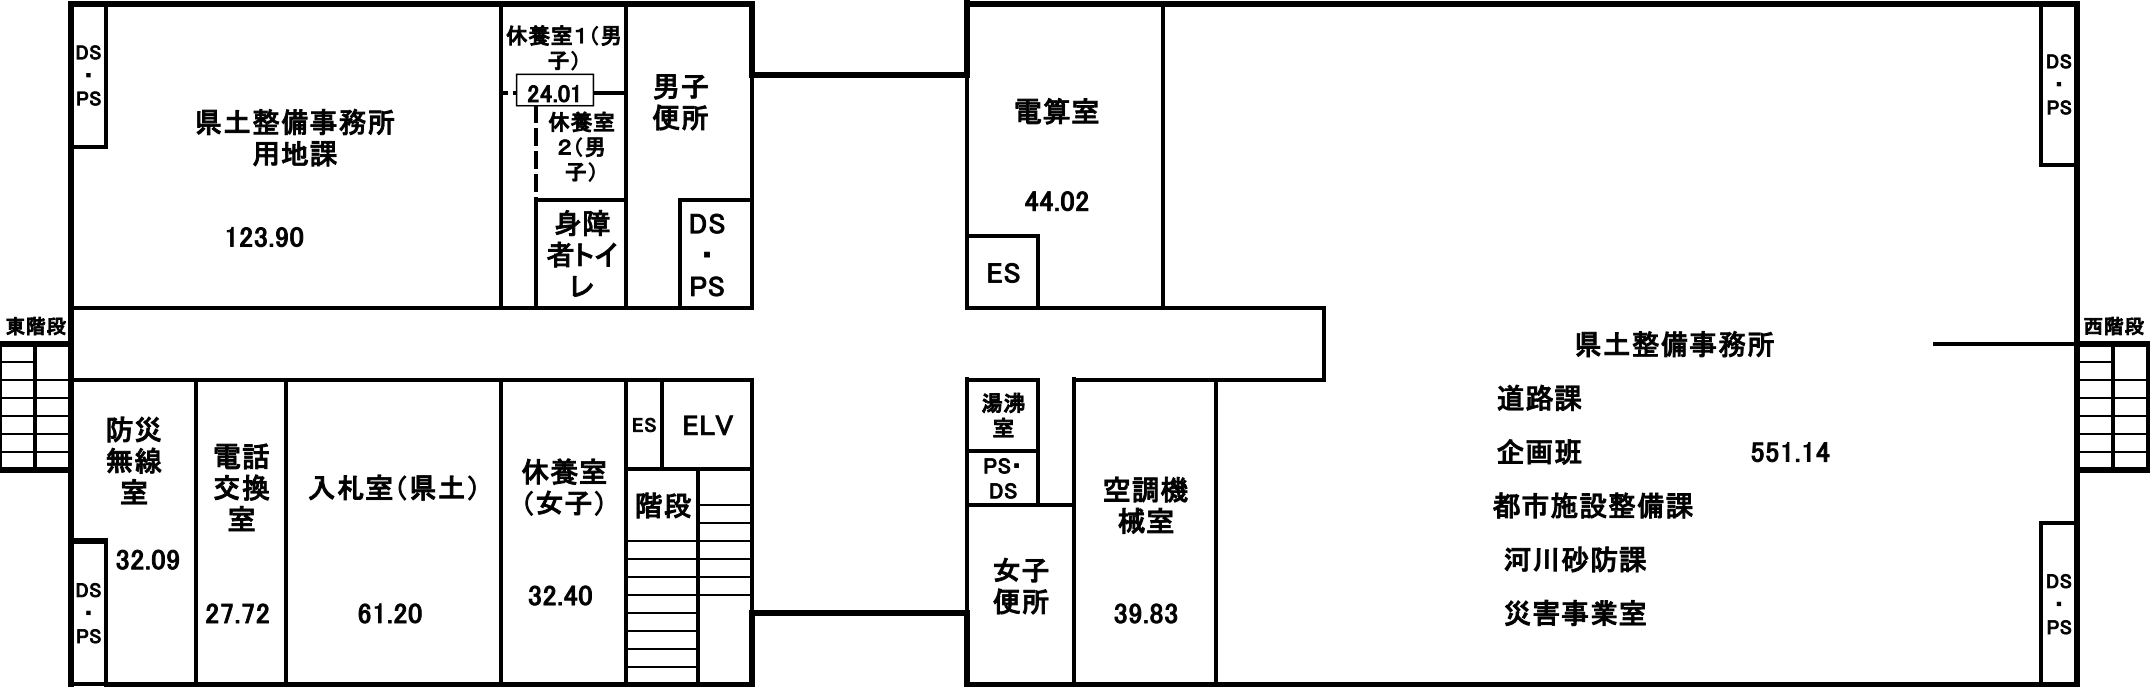 DS
・
PS
県土整備事務所
用地課
123.90
休養室１（男
子）
24.01
休養室
２（男
子）
身障
者トイ
レ
男子
便所
DS
・
PS
電算室
44.02
ES
DS
・
PS
東階段
西階段
県土整備事務所
道路課
企画班
551.14
都市施設整備課
河川砂防課
災害事業室
DS
・
PS
防災
無線
室
32.09
DS
・
PS
電話
交換
室
27.72
入札室（県土）
61.20
休養室
（女子）
32.40
ES
ELV
階段
湯沸
室
PS・
DS
女子
便所
空調機
械室
39.83